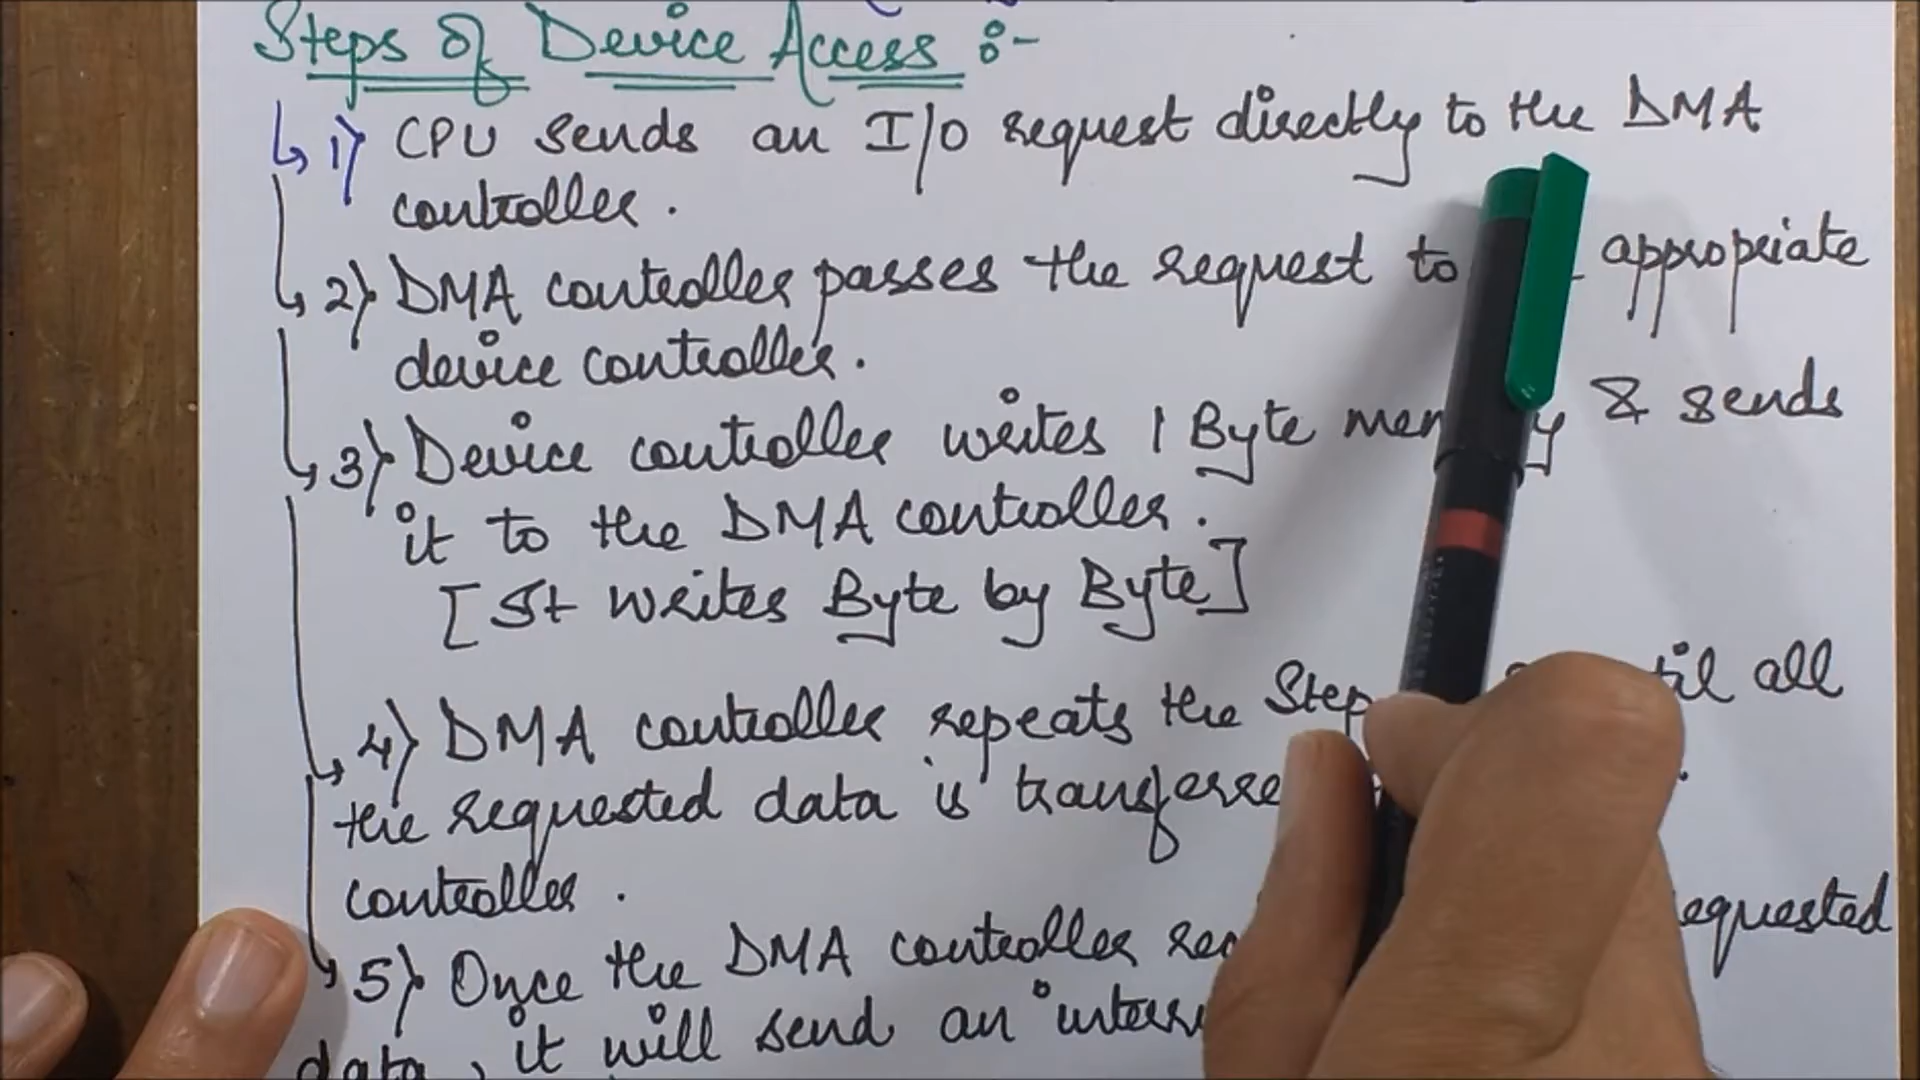 Steps of Device Access :-
1) CPU sends an I/O request directly to the DMA
controller.
2) DMA controller passes the request to appropriate
device controller.
3) Device controller writes 1 Byte & sends
it to the DMA controller.
[It writes Byte by Byte]
4) DMA controller repeats the all
the requested data is
controller.
5) Once the DMA controller
data, it will send an